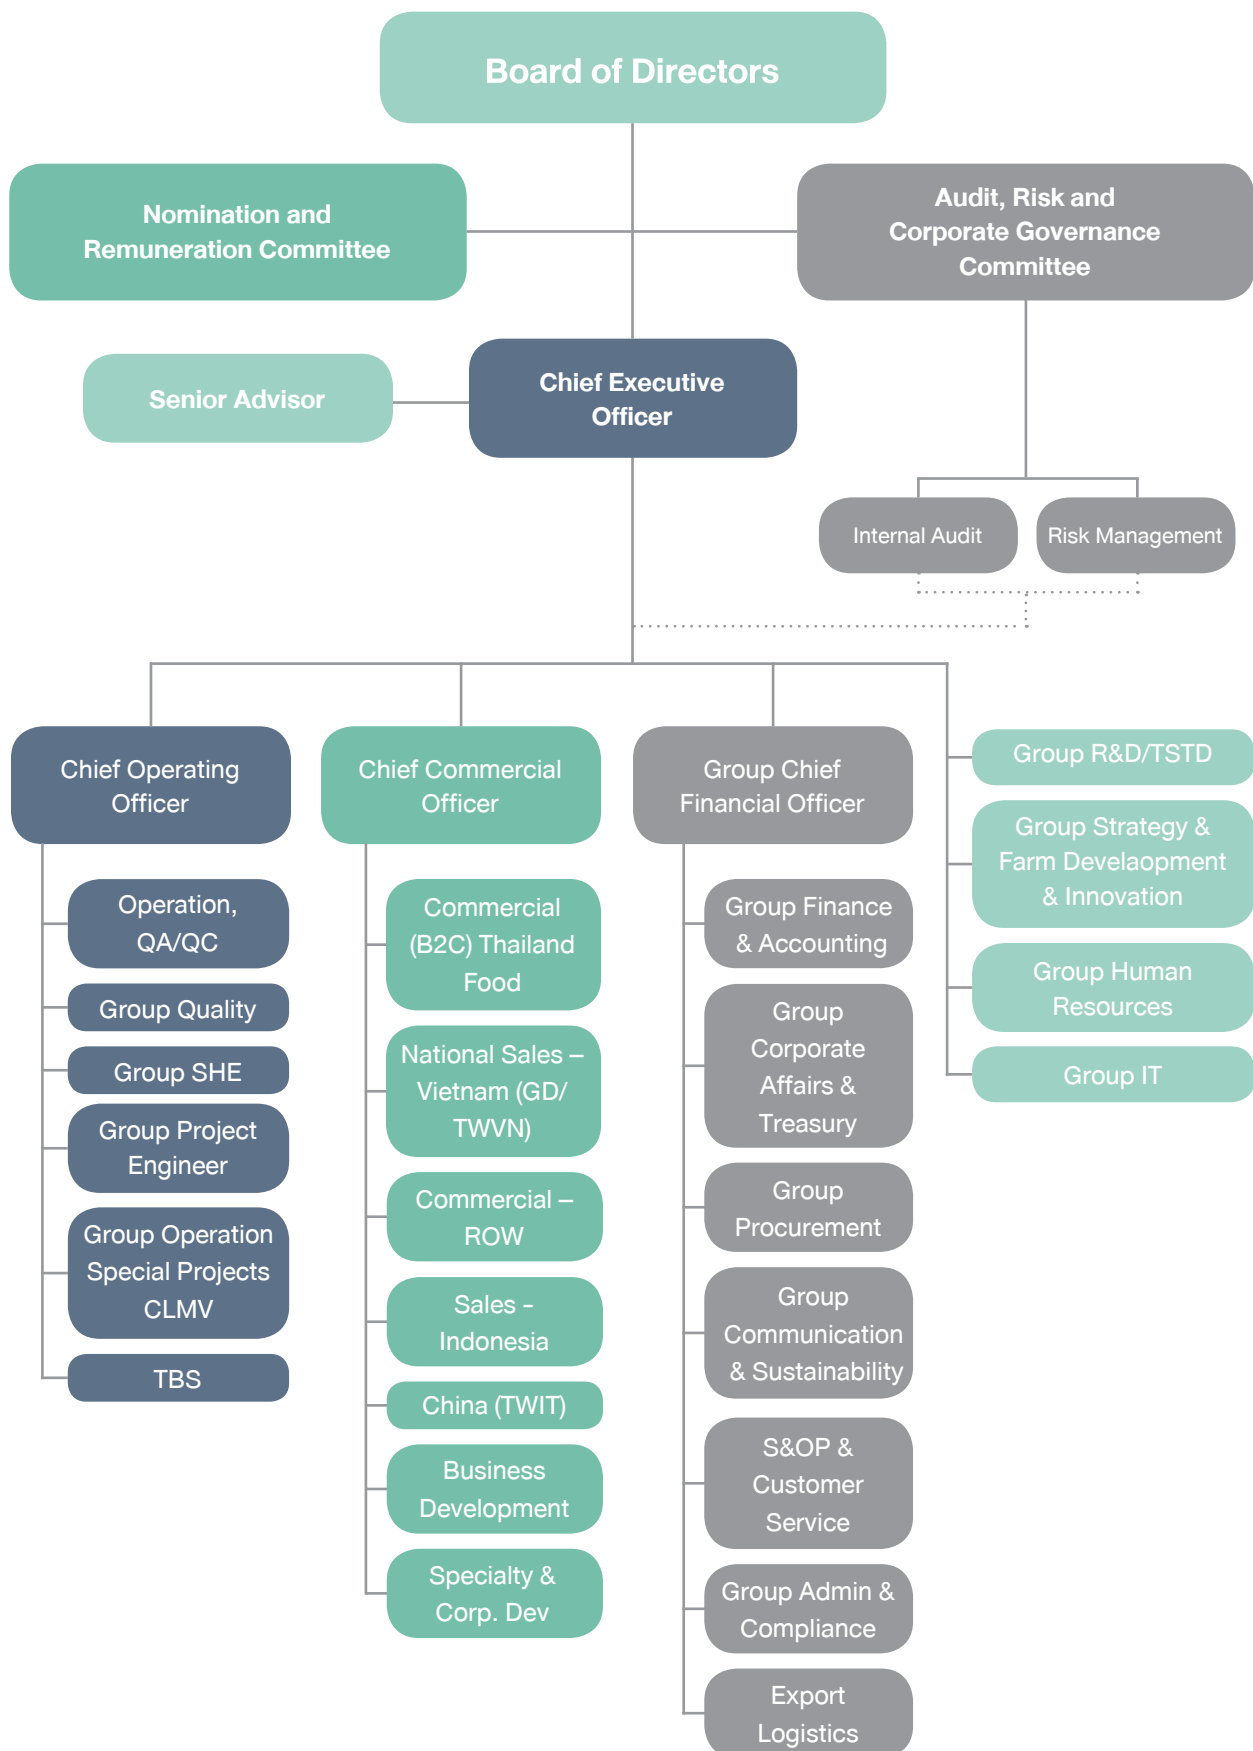 Board of Directors
Nomination and
Remuneration Committee
Audit, Risk and
Corporate Governance
Committee
Senior Advisor
Chief Executive
Officer
Internal Audit
Risk Management
Chief Operating
Officer
Operation,
QA/QC
Group Quality
Group SHE
Group Project
Engineer
Group Operation
Special Projects
CLMV
TBS
Chief Commercial
Officer
Commercial
(B2C) Thailand
Food
National Sales –
Vietnam (GD/
TWVN)
Commercial –
ROW
Sales -
Indonesia
China (TWIT)
Business
Development
Specialty &
Corp. Dev
Group Chief
Financial Officer
Group Finance
& Accounting
Group
Corporate
Affairs &
Treasury
Group
Procurement
Group
Communication
& Sustainability
S&OP &
Customer
Service
Group Admin &
Compliance
Export
Logistics
Group R&D/TSTD
Group Strategy &
Farm Develaopment
& Innovation
Group Human
Resources
Group IT